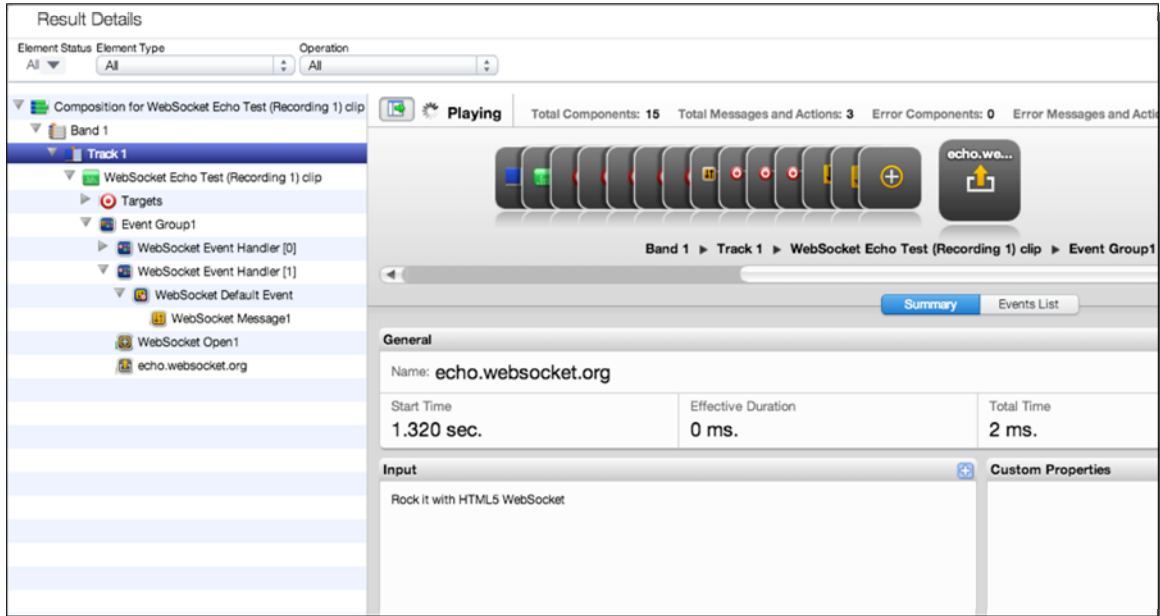 Result Details
Element Status Element Type Operation
All All All
Composition for WebSocket Echo Test (Recording 1) clip
Band 1
Track 1
WebSocket Echo Test (Recording 1) clip
Targets
Event Group1
WebSocket Event Handler [0]
WebSocket Event Handler [1]
WebSocket Default Event
WebSocket Message1
WebSocket Open1
echo.websocket.org
Playing Total Components: 15 Total Messages and Actions: 3 Error Components: 0 Error Messages and Actio
echo.we...
Band 1 ▶ Track 1 ▶ WebSocket Echo Test (Recording 1) clip ▶ Event Group1
Summary Events List
General
Name: echo.websocket.org
Start Time Effective Duration Total Time
1.320 sec. 0 ms. 2 ms.
Input Custom Properties
Rock it with HTML5 WebSocket